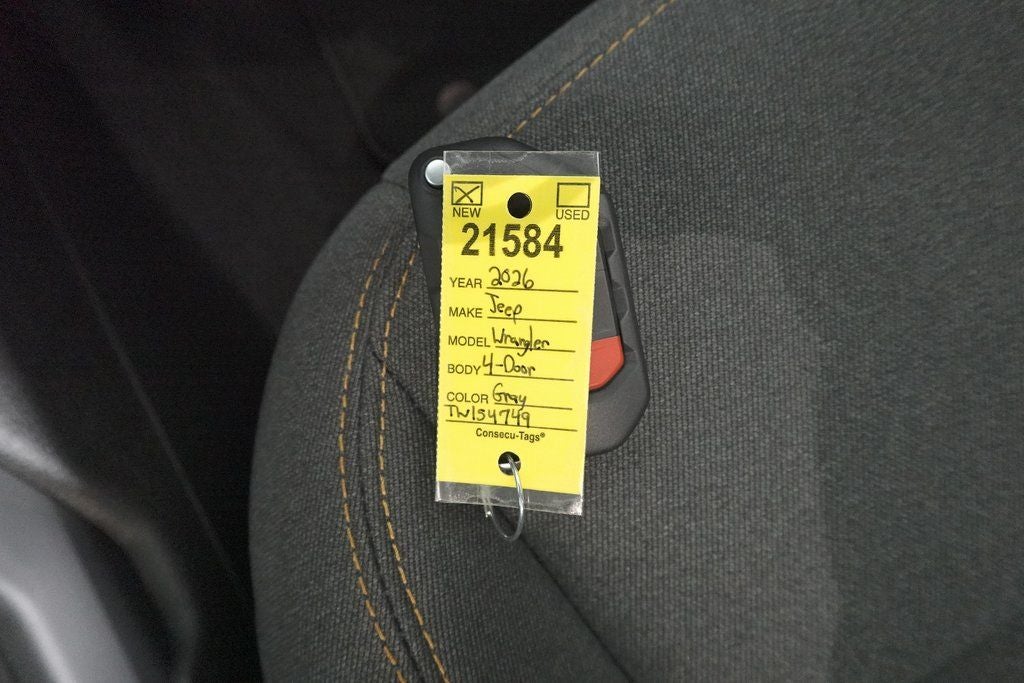 NEW USED
21584
YEAR 2026
MAKE Jeep
MODEL Wrangler
BODY 4-Door
COLOR Gray
TW154749
Consecu-Tags®